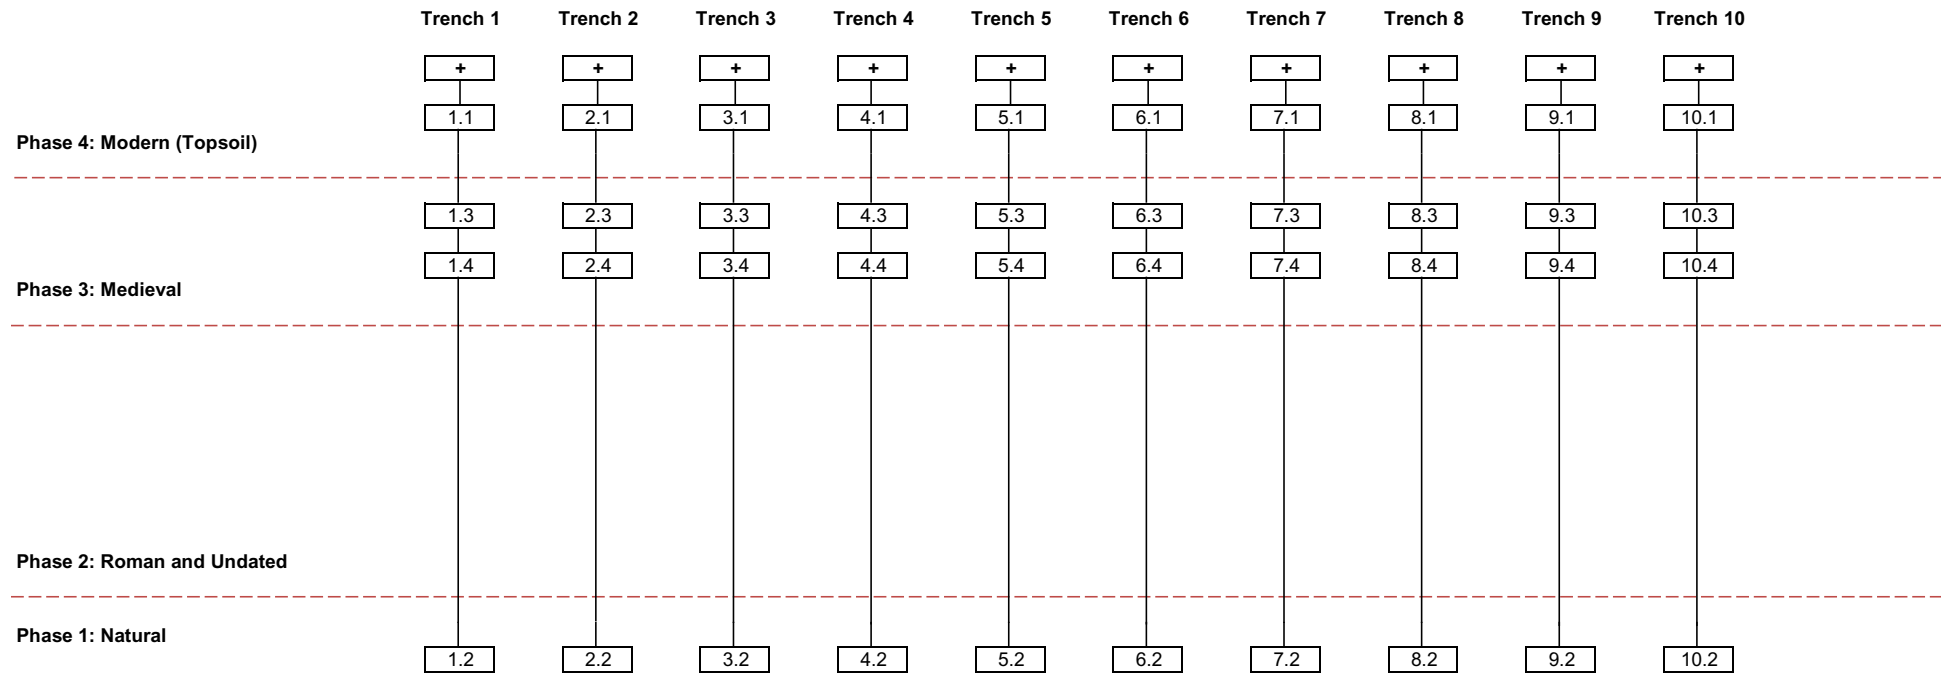 Trench 1 Trench 2 Trench 3 Trench 4 Trench 5 Trench 6 Trench 7 Trench 8 Trench 9 Trench 10
+ + + + + + + + + +
1.1 2.1 3.1 4.1 5.1 6.1 7.1 8.1 9.1 10.1
Phase 4: Modern (Topsoil)
1.3 2.3 3.3 4.3 5.3 6.3 7.3 8.3 9.3 10.3
1.4 2.4 3.4 4.4 5.4 6.4 7.4 8.4 9.4 10.4
Phase 3: Medieval
Phase 2: Roman and Undated
Phase 1: Natural
1.2 2.2 3.2 4.2 5.2 6.2 7.2 8.2 9.2 10.2